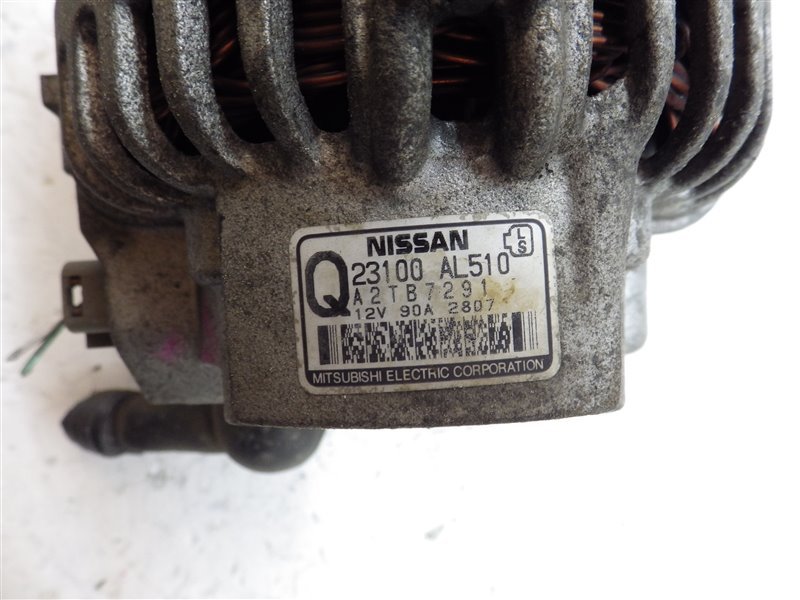 NISSAN
L
S
Q 23100 AL510
A2TB7291
12V 90A 2807
MITSUBISHI ELECTRIC CORPORATION